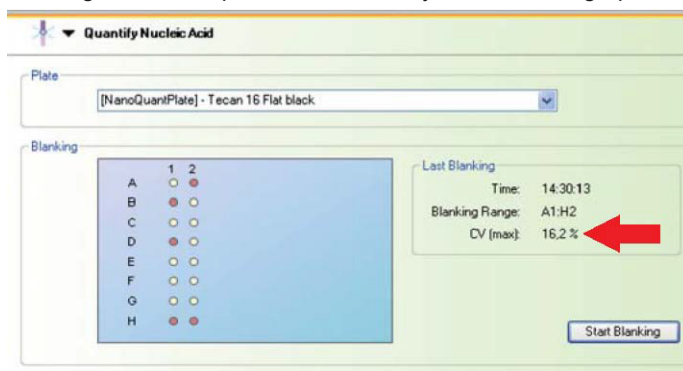 Quantify Nucleic Acid
Plate
[NanoQuantPlate] - Tecan 16 Flat black
Blanking
1 2
A
B
C
D
E
F
G
H
Last Blanking
Time: 14:30:13
Blanking Range: A1:H2
CV (max): 16,2 %
Start Blanking